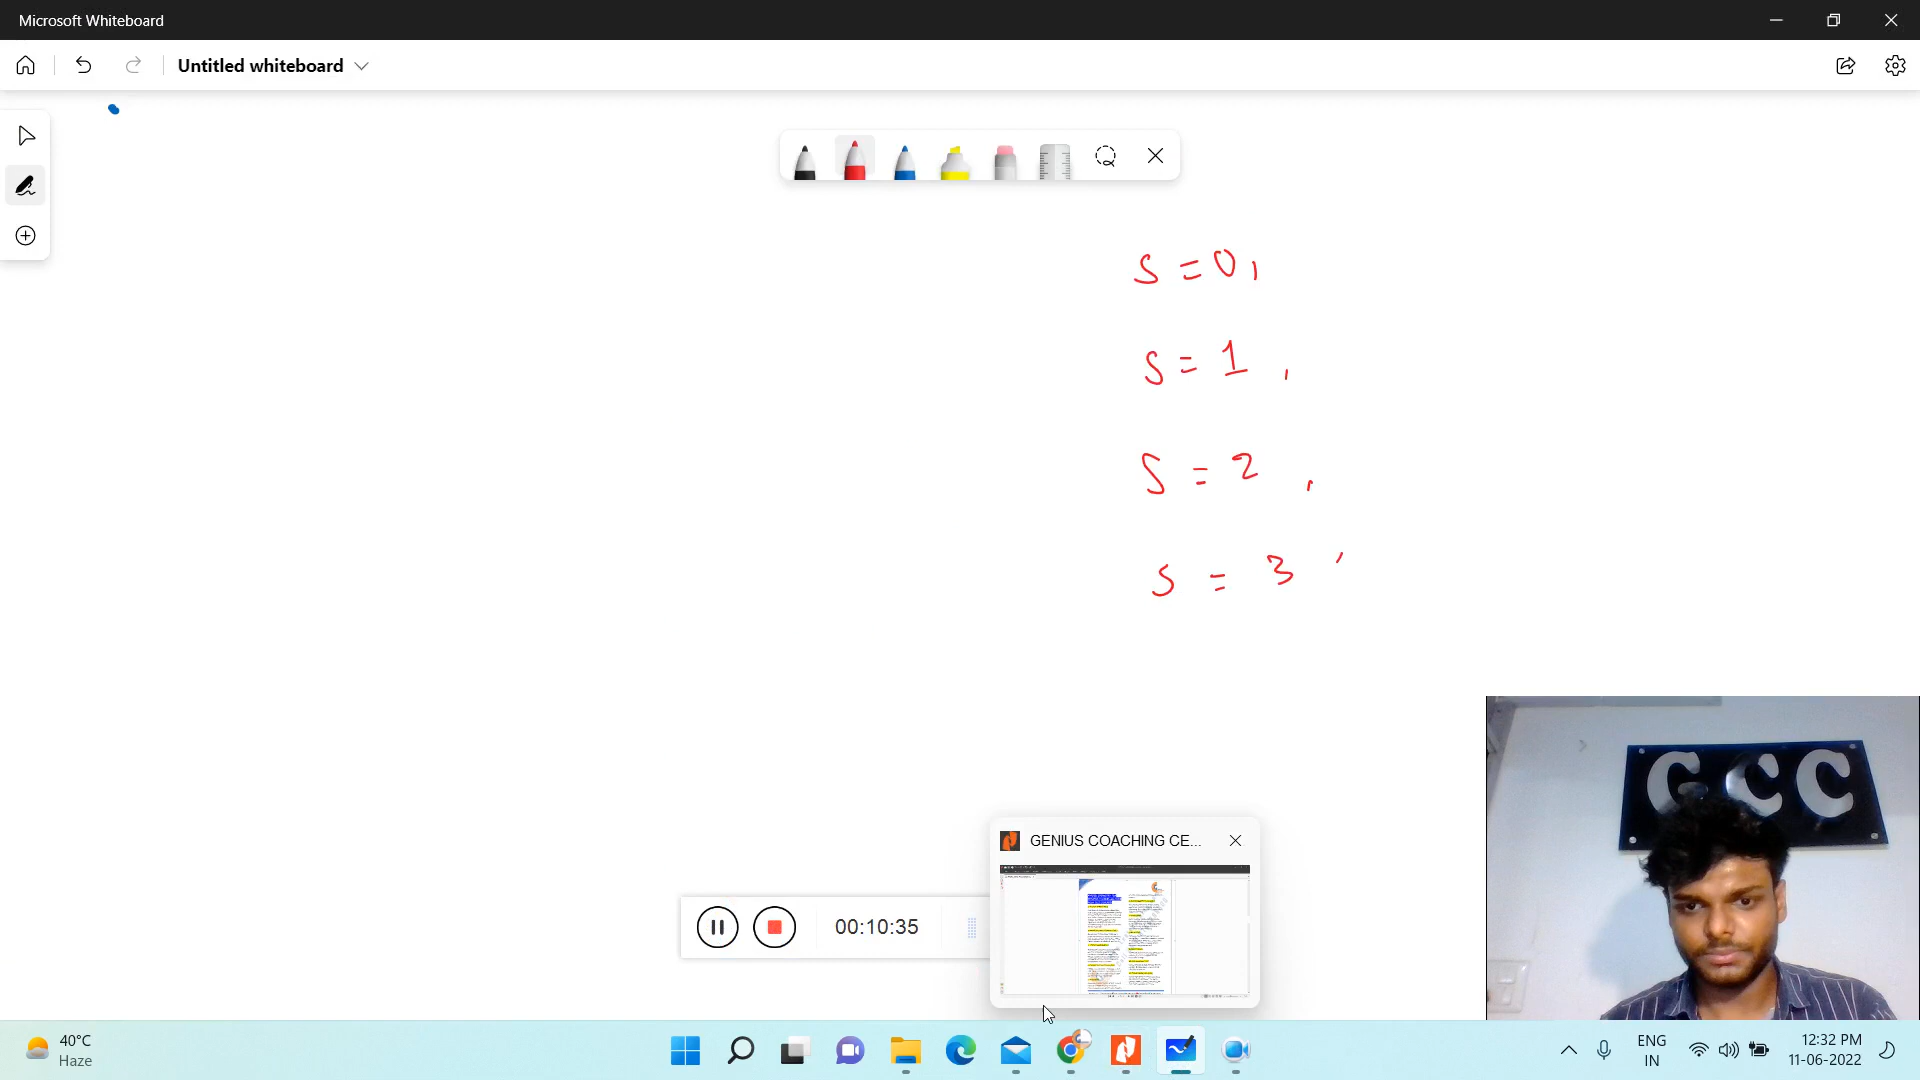 Microsoft Whiteboard
Untitled whiteboard
s = 0,
s = 1 ,
s = 2 ,
s = 3 ,
GCC
GENIUS COACHING CE...
00:10:35
40°C
Haze
ENG
IN
12:32 PM
11-06-2022